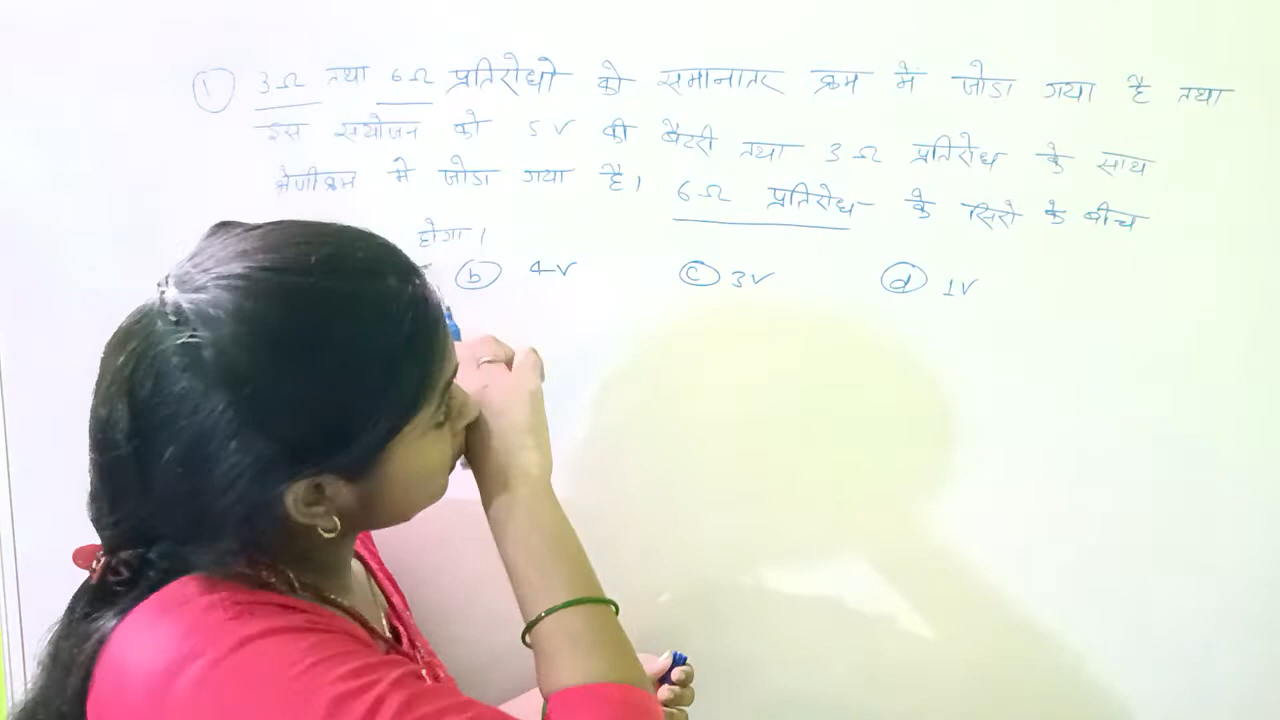 ① 3Ω तथा 6Ω प्रतिरोधो को समानातर क्रम में जोडा गया है तथा
इस सयोजन को 5V की बैटरी तथा 3Ω प्रतिरोध के साथ
श्रेणीक्रम मे जोडा गया है। 6Ω प्रतिरोध के सिरो के बीच
होगा।
ⓑ 4V ⓒ 3V ⓓ 1V